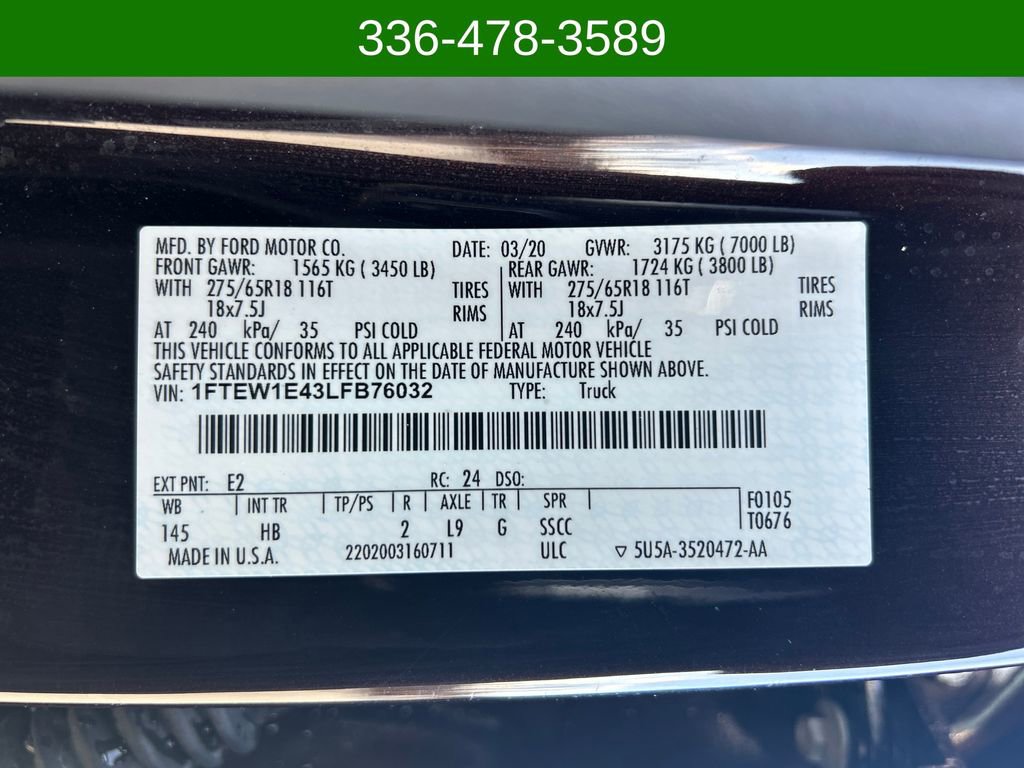 336-478-3589
MFD. BY FORD MOTOR CO. DATE: 03/20 GVWR: 3175 KG ( 7000 LB)
FRONT GAWR: 1565 KG ( 3450 LB) REAR GAWR: 1724 KG ( 3800 LB)
WITH 275/65R18 116T TIRES WITH 275/65R18 116T TIRES
18x7.5J RIMS 18x7.5J RIMS
AT 240 kPa/ 35 PSI COLD AT 240 kPa/ 35 PSI COLD
THIS VEHICLE CONFORMS TO ALL APPLICABLE FEDERAL MOTOR VEHICLE
SAFETY STANDARDS IN EFFECT ON THE DATE OF MANUFACTURE SHOWN ABOVE.
VIN: 1FTEW1E43LFB76032 TYPE: Truck
EXT PNT: E2 RC: 24 DSO:
WB INT TR TP/PS R AXLE TR SPR F0105
145 HB 2 L9 G SSCC T0676
MADE IN U.S.A. 2202003160711 ULC ▽ 5U5A-3520472-AA